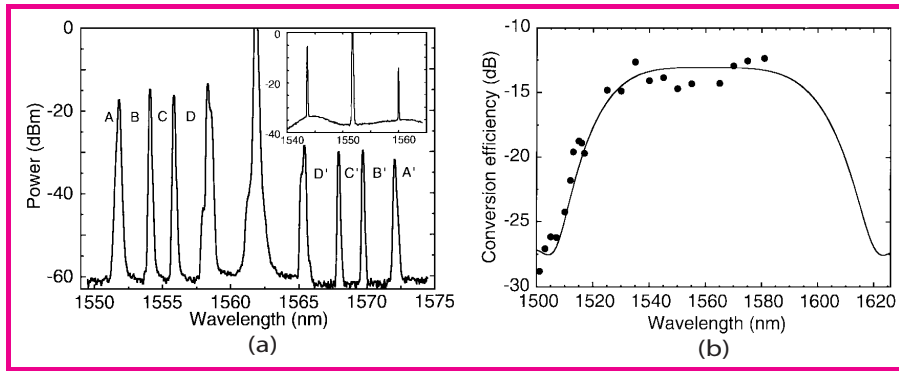 0
-20
-40
-60
Power (dBm)
1550 1555 1560 1565 1570 1575
Wavelength (nm)
A B C D
D' C' B' A'
0
-20
-40
1540 1550 1560
(a)
-10
-15
-20
-25
-30
Conversion efficiency (dB)
1500 1520 1540 1560 1580 1600 1620
Wavelength (nm)
(b)